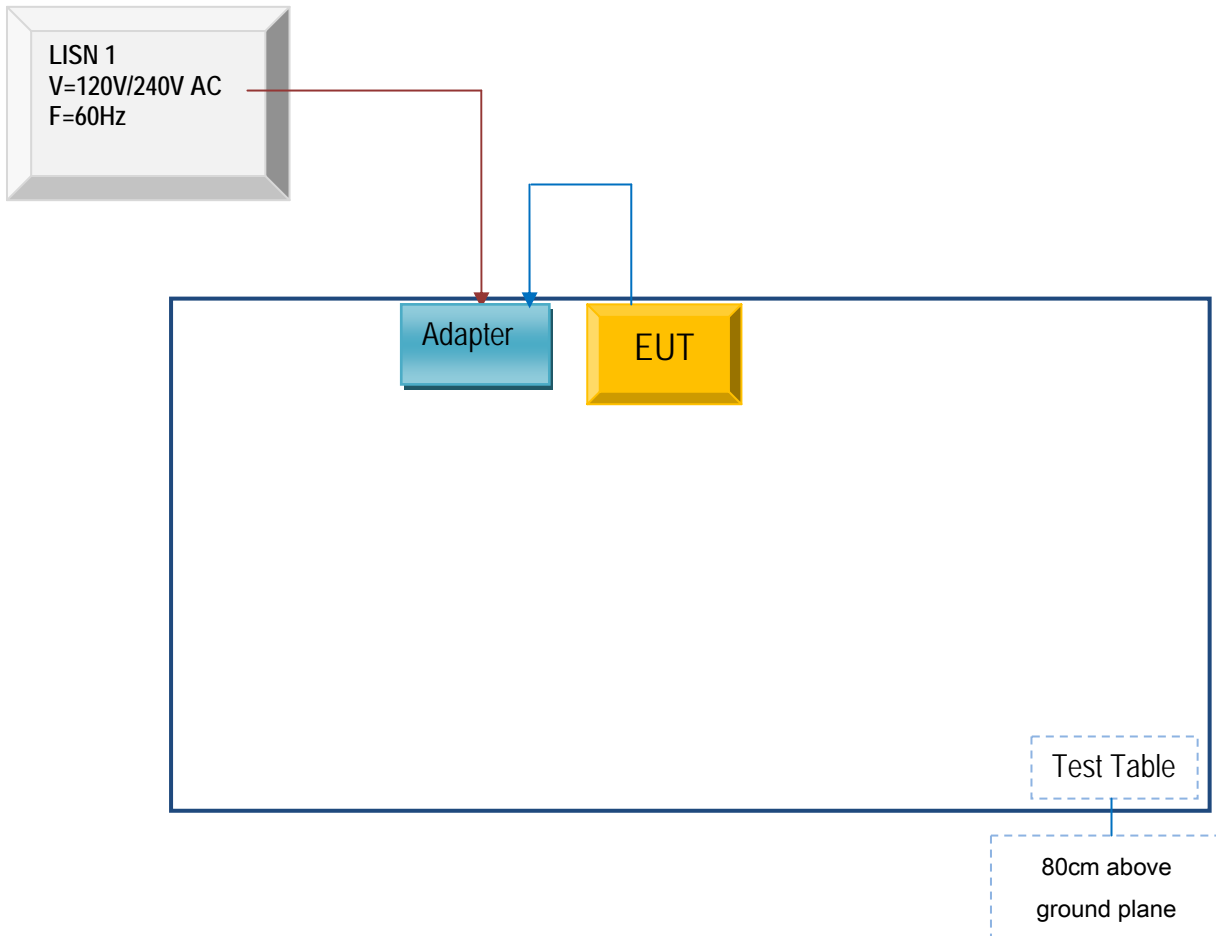 LISN 1
V=120V/240V AC
F=60Hz
Adapter
EUT
Test Table
80cm above
ground plane